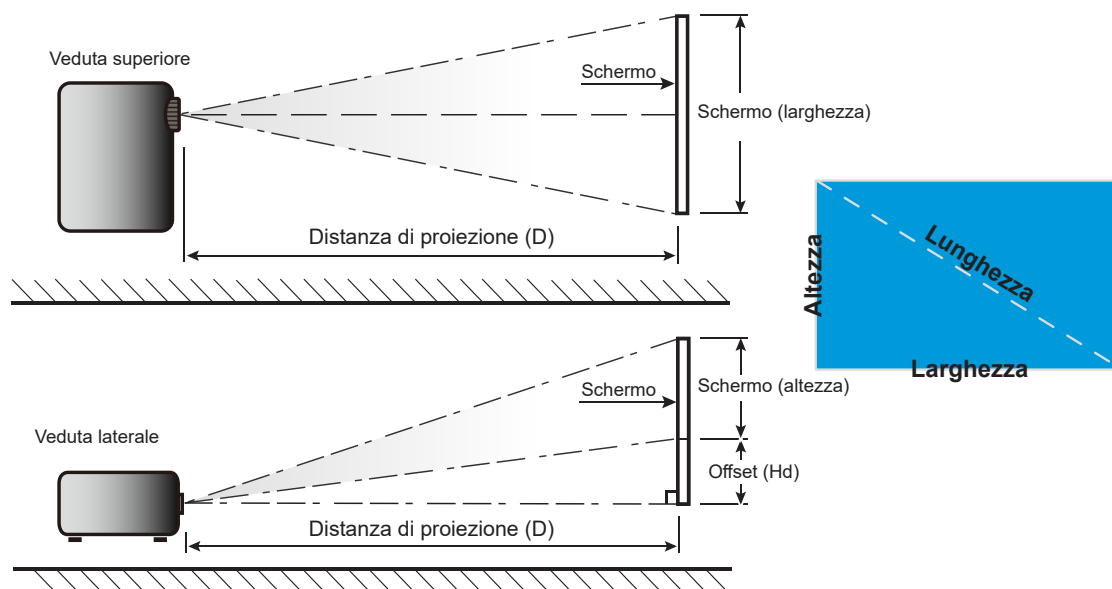 Veduta superiore
Schermo
Schermo (larghezza)
Distanza di proiezione (D)
Altezza
Lunghezza
Larghezza
Veduta laterale
Schermo
Schermo (altezza)
Offset (Hd)
Distanza di proiezione (D)